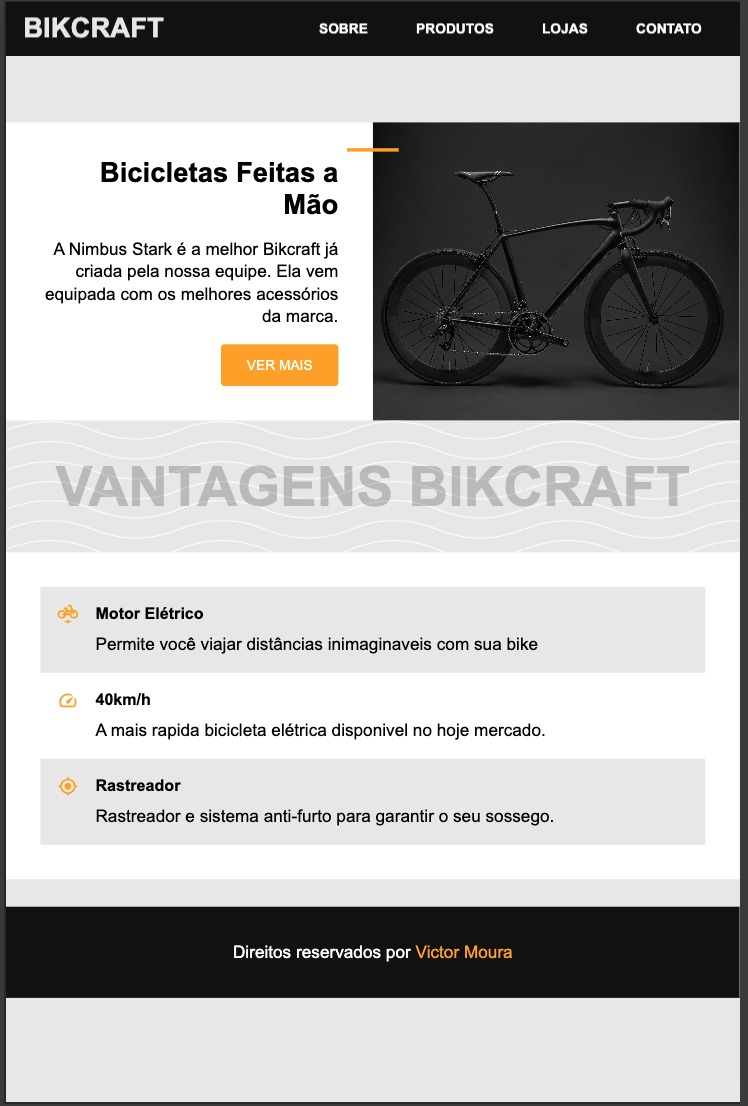 BIKCRAFT
SOBRE PRODUTOS LOJAS CONTATO
Bicicletas Feitas a
Mão
A Nimbus Stark é a melhor Bikcraft já
criada pela nossa equipe. Ela vem
equipada com os melhores acessórios
da marca.
VER MAIS
VANTAGENS BIKCRAFT
Motor Elétrico
Permite você viajar distâncias inimaginaveis com sua bike
40km/h
A mais rapida bicicleta elétrica disponivel no hoje mercado.
Rastreador
Rastreador e sistema anti-furto para garantir o seu sossego.
Direitos reservados por Victor Moura